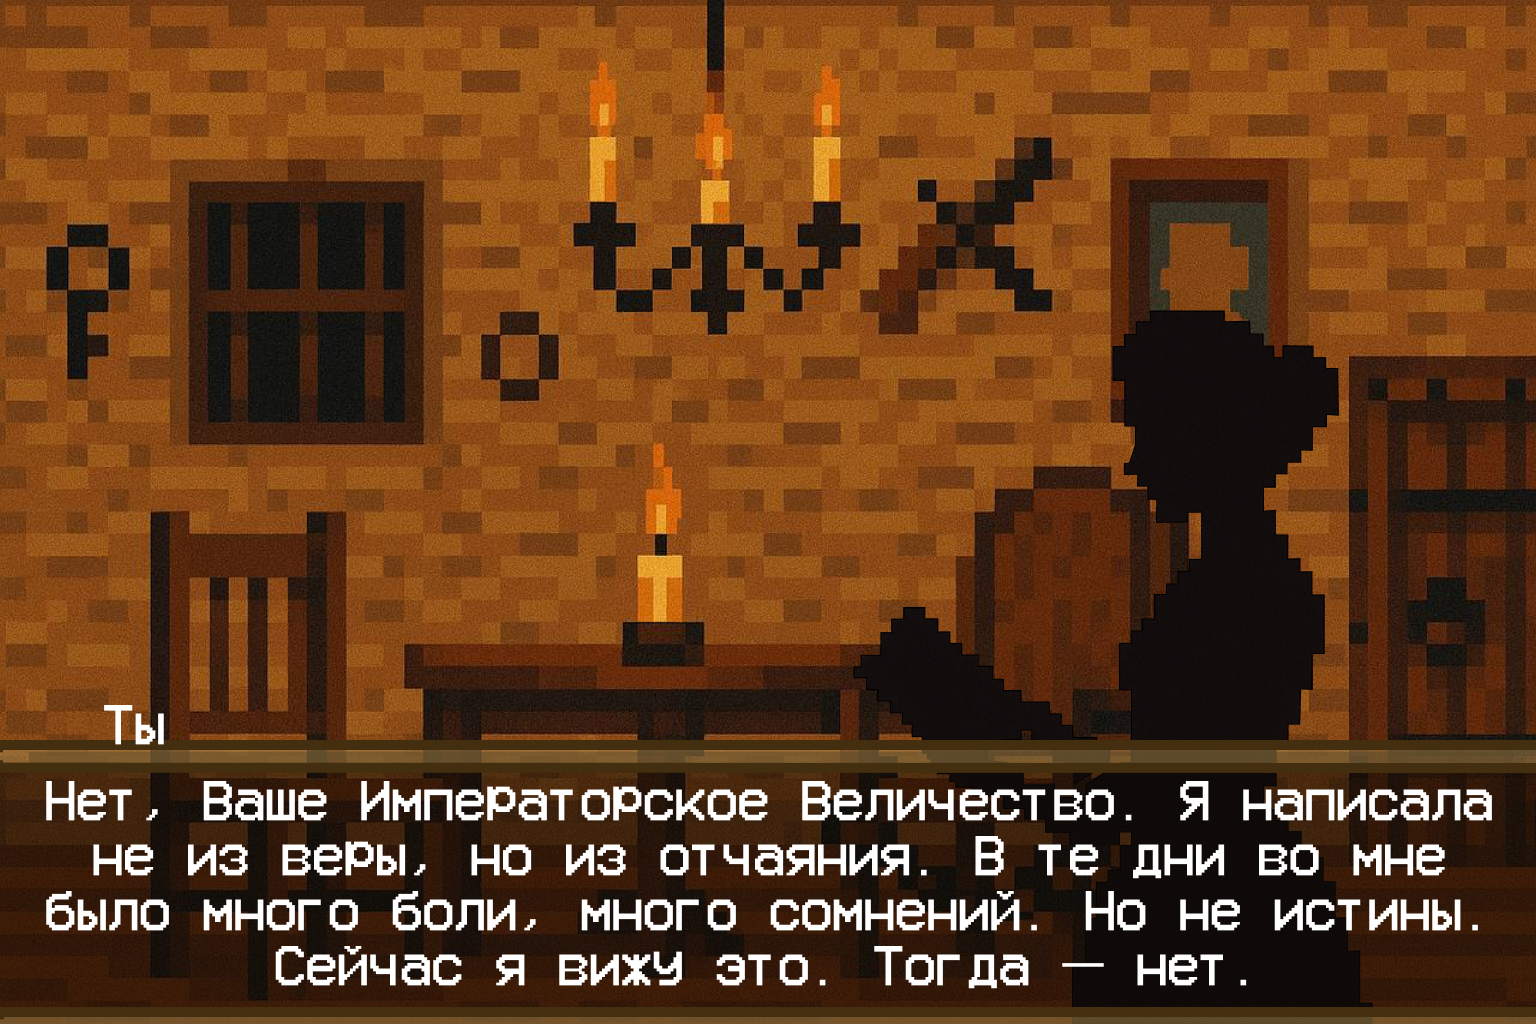 Ты
Нет, Ваше Императорское Величество. Я написала
не из веры, но из отчаяния. В те дни во мне
было много боли, много сомнений. Но не истины.
Сейчас я вижу это. Тогда — нет.